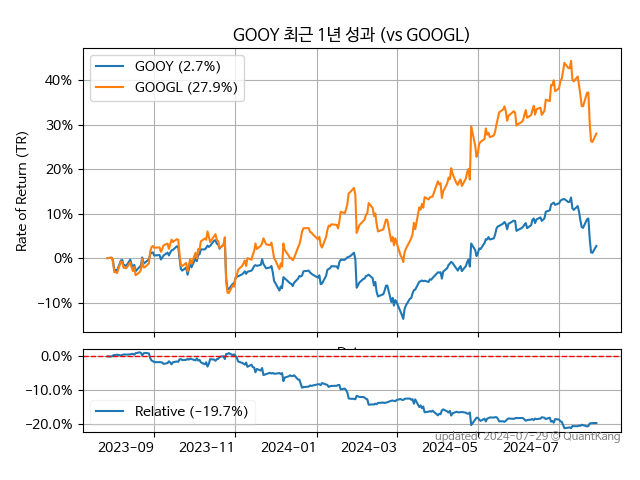 GOOY 최근 1년 성과 (vs GOOGL)
GOOY (2.7%)
GOOGL (27.9%)
Rate of Return (TR)
40%
30%
20%
10%
0%
−10%
0.0%
−10.0%
−20.0%
Relative (−19.7%)
updated: 2024-07-29 © QuantKang
2023-09
2023-11
2024-01
2024-03
2024-05
2024-07